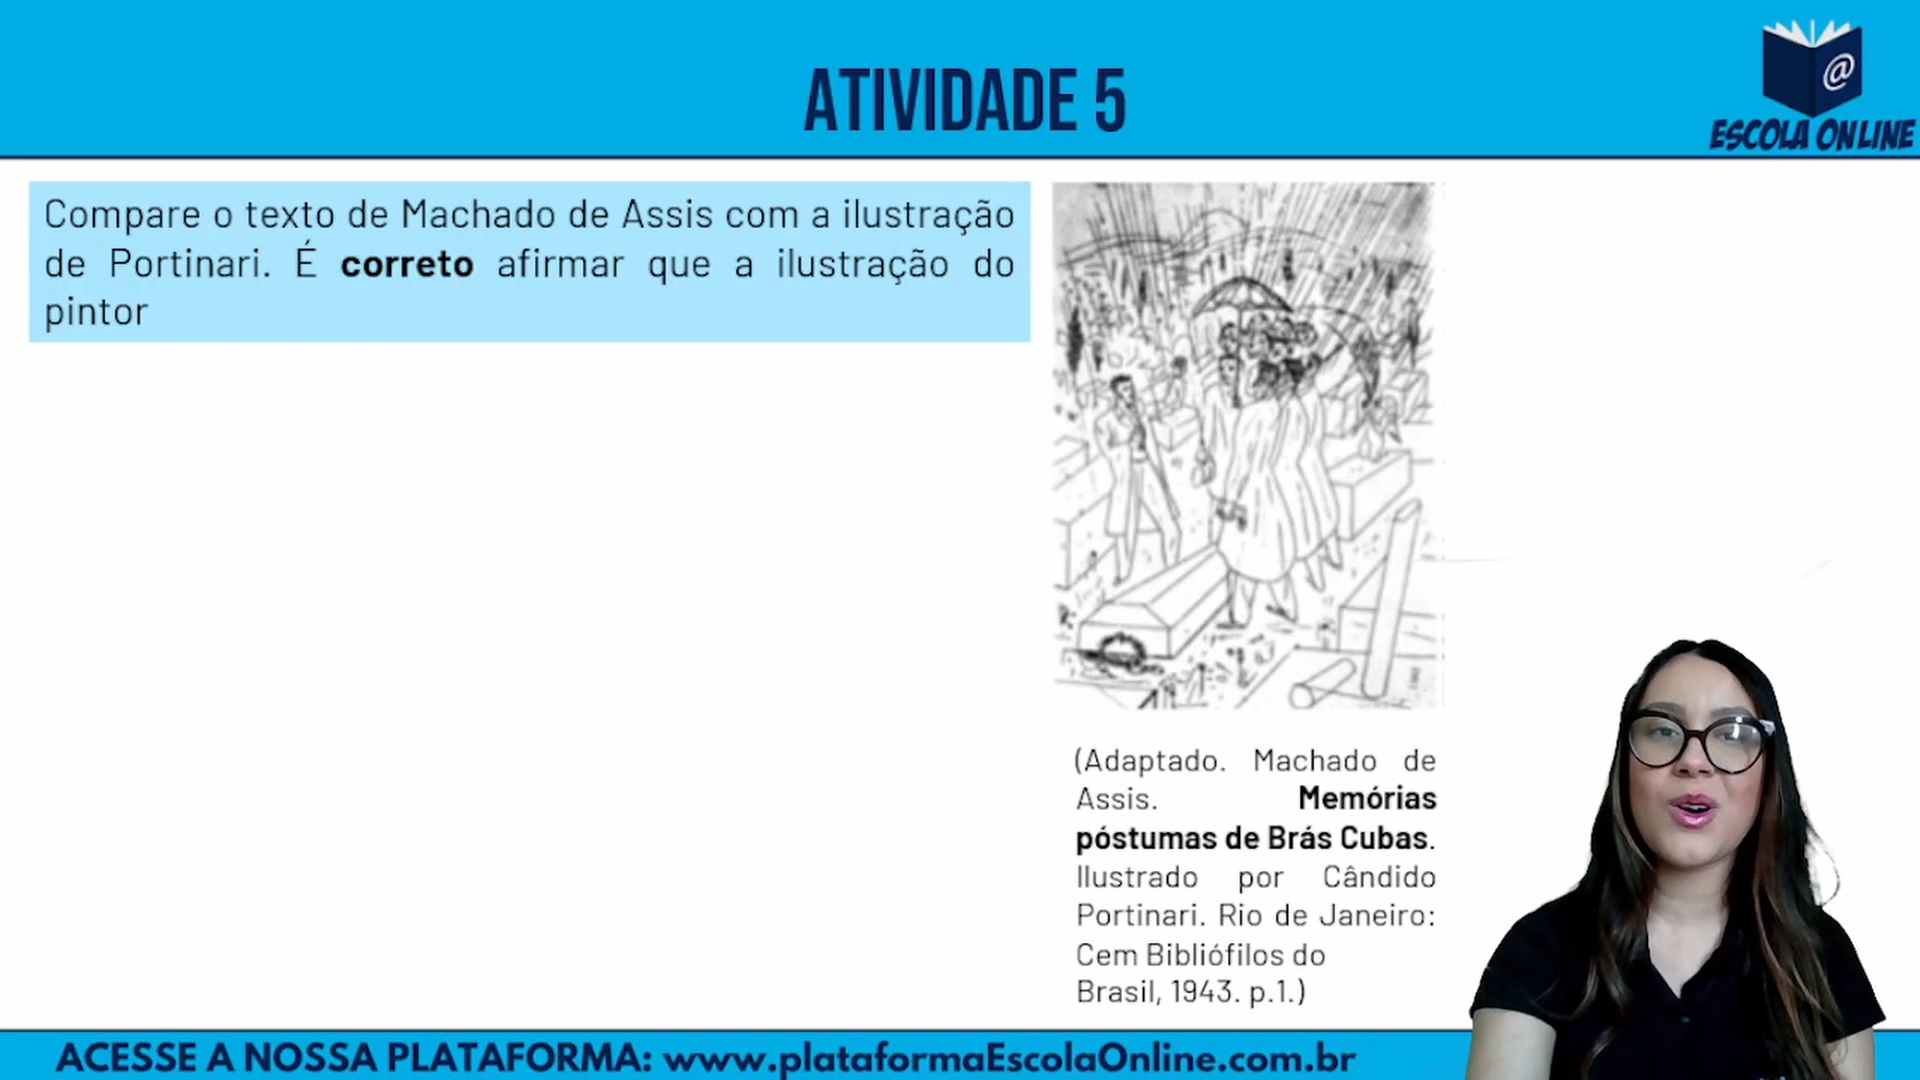 ATIVIDADE 5
@
ESCOLA ONLINE
Compare o texto de Machado de Assis com a ilustração
de Portinari. É correto afirmar que a ilustração do
pintor
(Adaptado. Machado de
Assis. Memórias
póstumas de Brás Cubas.
Ilustrado por Cândido
Portinari. Rio de Janeiro:
Cem Bibliófilos do
Brasil, 1943. p.1.)
ACESSE A NOSSA PLATAFORMA: www.plataformaEscolaOnline.com.br